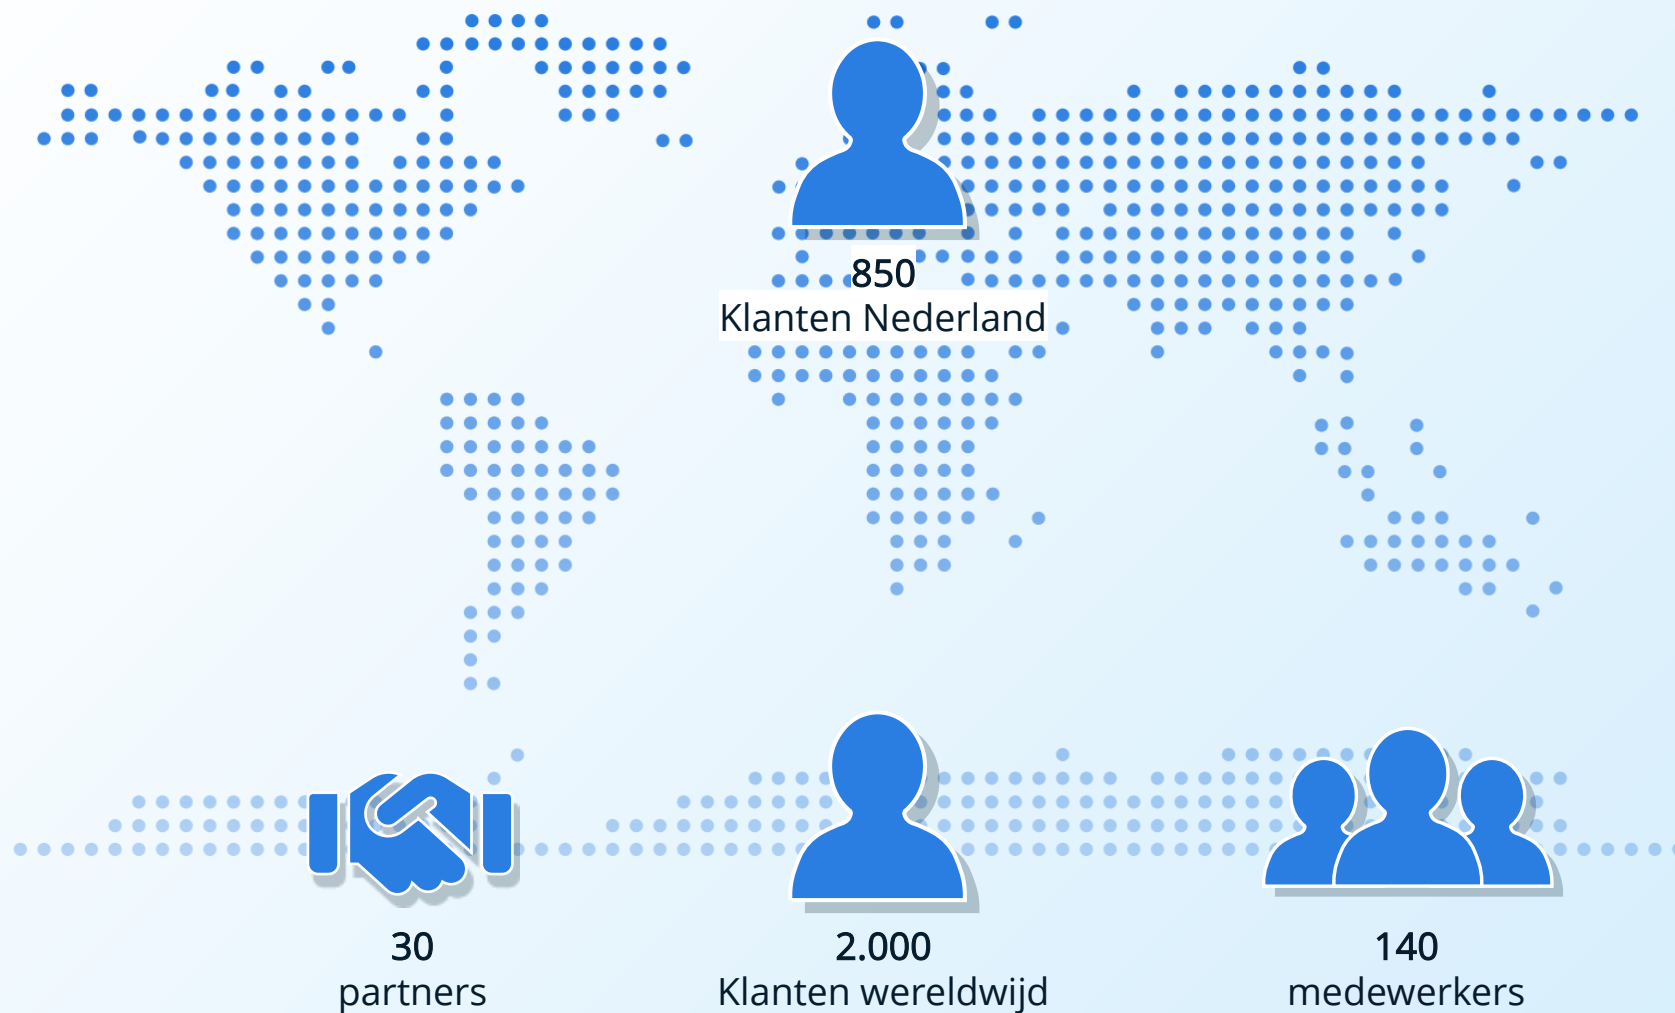 850
Klanten Nederland
30
partners
2.000
Klanten wereldwijd
140
medewerkers